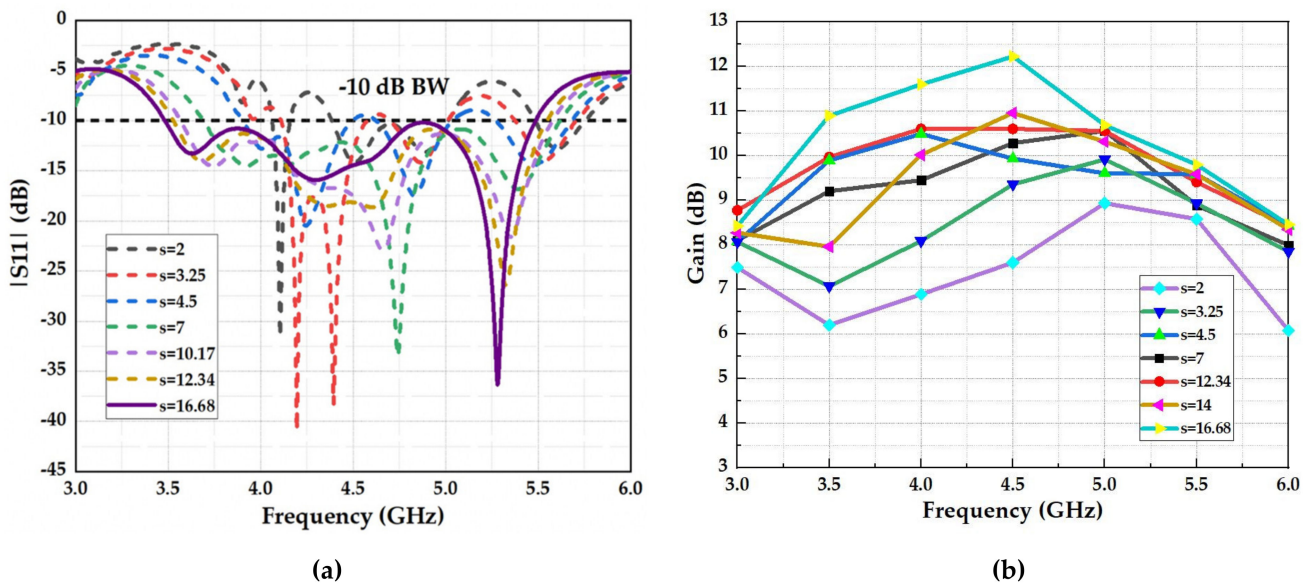 0
-5
-10
-15
-20
-25
-30
-35
-40
-45
|S11| (dB)
-10 dB BW
s=2
s=3.25
s=4.5
s=7
s=10.17
s=12.34
s=16.68
3.0 3.5 4.0 4.5 5.0 5.5 6.0
Frequency (GHz)
(a)
13
12
11
10
9
8
7
6
5
4
3
Gain (dB)
s=2
s=3.25
s=4.5
s=7
s=12.34
s=14
s=16.68
3.0 3.5 4.0 4.5 5.0 5.5 6.0
Frequency (GHz)
(b)